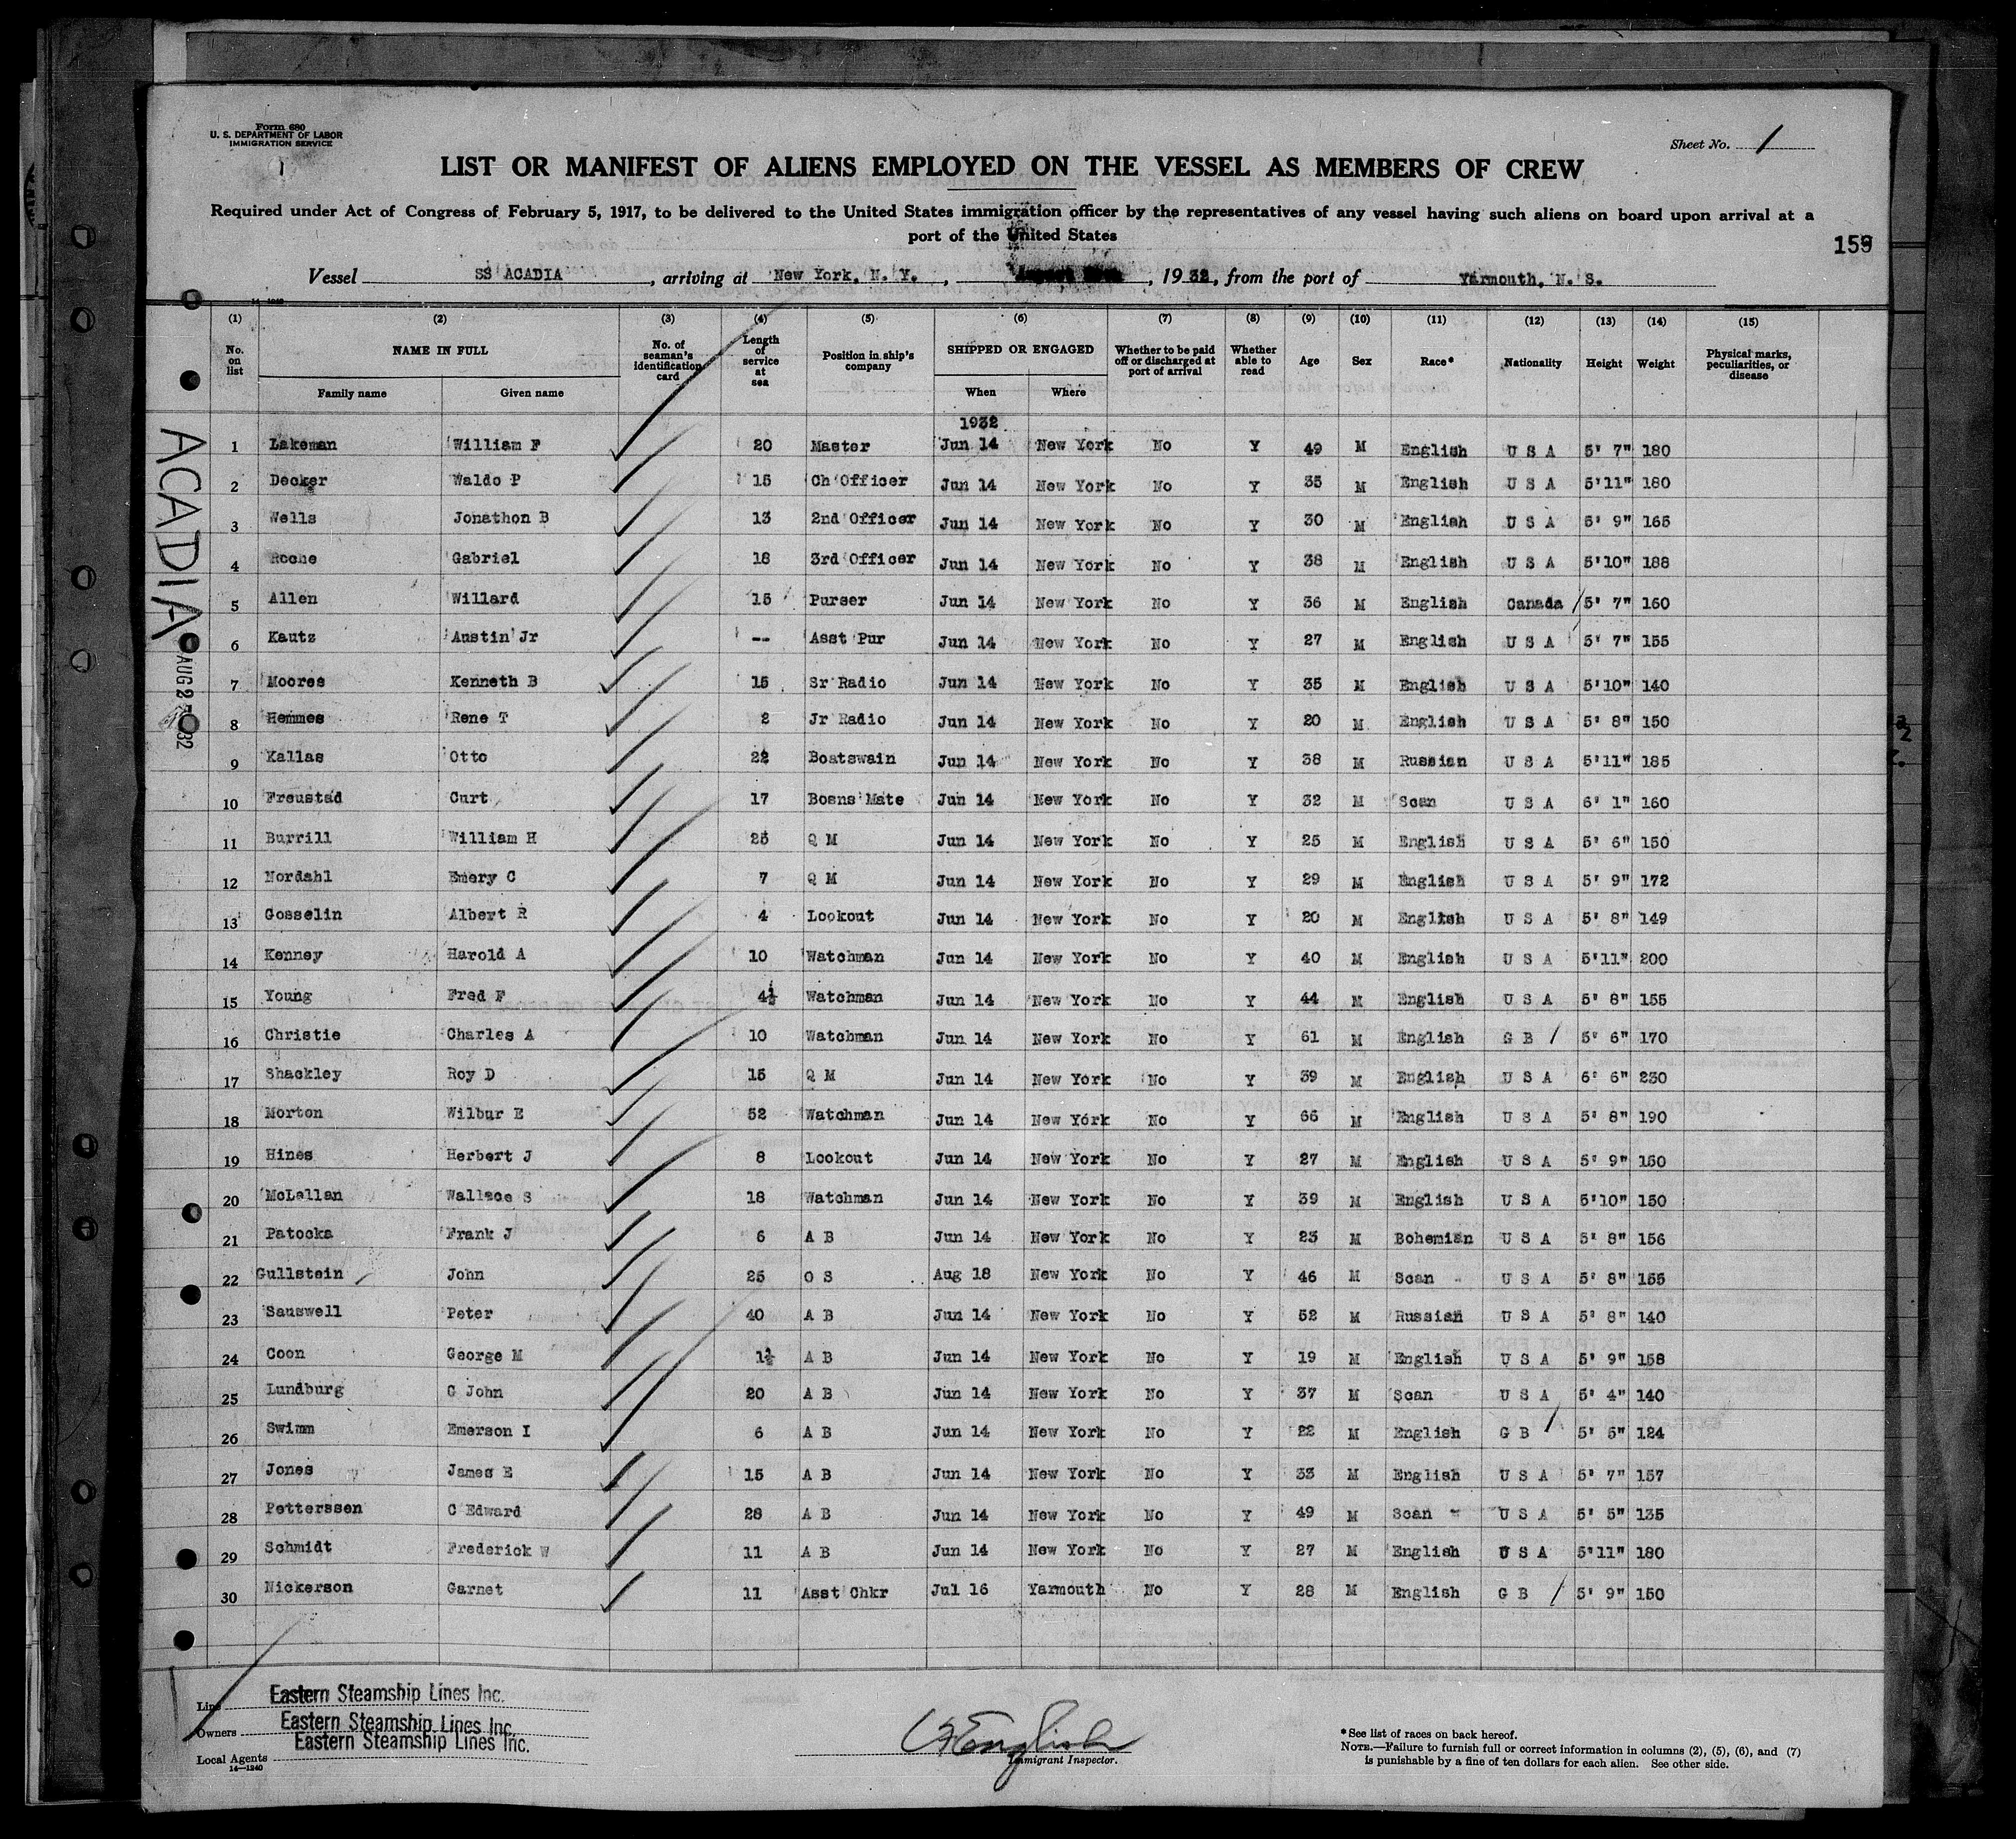 Form 680
U. S. DEPARTMENT OF LABOR
IMMIGRATION SERVICE
Sheet No. 1
LIST OR MANIFEST OF ALIENS EMPLOYED ON THE VESSEL AS MEMBERS OF CREW
Required under Act of Congress of February 5, 1917, to be delivered to the United States immigration officer by the representatives of any vessel having such aliens on board upon arrival at a
port of the United States
159
Vessel SS ACADIA, arriving at New York, N. Y., 1932, from the port of Yarmouth, N. S.
(1) (2) (3) (4) (5) (6) (7) (8) (9) (10) (11) (12) (13) (14) (15)
No. on list NAME IN FULL Family name Given name No. of seaman's identification card Length of service at sea Position in ship's company SHIPPED OR ENGAGED When Where Whether to be paid off or discharged at port of arrival Whether able to read Age Sex Race* Nationality Height Weight Physical marks, peculiarities, or disease
1932
1 Lakeman William F 20 Master Jun 14 New York No Y 49 M English U S A 5' 7" 180
2 Decker Waldo P 15 Ch Officer Jun 14 New York No Y 35 M English U S A 5'11" 180
3 Wells Jonathon B 13 2nd Officer Jun 14 New York No Y 30 M English U S A 5' 9" 165
4 Roche Gabriel 18 3rd Officer Jun 14 New York No Y 38 M English U S A 5'10" 188
5 Allen Willard 15 Purser Jun 14 New York No Y 36 M English Canada 5' 7" 160
6 Kautz Austin Jr -- Asst Pur Jun 14 New York No Y 27 M English U S A 5' 7" 155
7 Moores Kenneth B 15 Sr Radio Jun 14 New York No Y 35 M English U S A 5'10" 140
8 Hemmes Rene T 2 Jr Radio Jun 14 New York No Y 20 M English U S A 5' 8" 150
9 Kallas Otto 22 Boatswain Jun 14 New York No Y 38 M Russian U S A 5'11" 185
10 Freustad Curt 17 Bosns Mate Jun 14 New York No Y 32 M Scan U S A 6' 1" 160
11 Burrill William H 25 Q M Jun 14 New York No Y 25 M English U S A 5' 6" 150
12 Nordahl Emery C 7 Q M Jun 14 New York No Y 29 M English U S A 5' 9" 172
13 Gosselin Albert R 4 Lookout Jun 14 New York No Y 20 M English U S A 5' 8" 149
14 Kenney Harold A 10 Watchman Jun 14 New York No Y 40 M English U S A 5'11" 200
15 Young Fred F 4½ Watchman Jun 14 New York No Y 44 M English U S A 5' 8" 155
16 Christie Charles A 10 Watchman Jun 14 New York No Y 61 M English G B 5' 6" 170
17 Shackley Roy D 15 Q M Jun 14 New York No Y 39 M English U S A 6' 6" 230
18 Morton Wilbur E 52 Watchman Jun 14 New York No Y 66 M English U S A 5' 8" 190
19 Hines Herbert J 8 Lookout Jun 14 New York No Y 27 M English U S A 5' 9" 150
20 McLellan Wallace S 18 Watchman Jun 14 New York No Y 39 M English U S A 5'10" 150
21 Patocka Frank J 6 A B Jun 14 New York No Y 23 M Bohemian U S A 5' 8" 156
22 Gullstein John 25 O S Aug 18 New York No Y 46 M Scan U S A 5' 8" 155
23 Sauswell Peter 40 A B Jun 14 New York No Y 52 M Russian U S A 5' 8" 140
24 Coon George M 1½ A B Jun 14 New York No Y 19 M English U S A 5' 9" 158
25 Lundburg C John 20 A B Jun 14 New York No Y 37 M Scan U S A 5' 4" 140
26 Swimm Emerson I 6 A B Jun 14 New York No Y 22 M English G B 5' 5" 124
27 Jones James E 15 A B Jun 14 New York No Y 33 M English U S A 5' 7" 157
28 Petterssen C Edward 28 A B Jun 14 New York No Y 49 M Scan U S A 5' 5" 135
29 Schmidt Frederick W 11 A B Jun 14 New York No Y 27 M English U S A 5'11" 180
30 Nickerson Garnet 11 Asst Chkr Jul 16 Yarmouth No Y 28 M English G B 5' 9" 150
ACADIA
AUG 2 32
Line Eastern Steamship Lines Inc.
Owners Eastern Steamship Lines Inc.
Local Agents Eastern Steamship Lines Inc.
14—1240
English
Immigrant Inspector.
*See list of races on back hereof.
NOTE.—Failure to furnish full or correct information in columns (2), (5), (6), and (7)
is punishable by a fine of ten dollars for each alien. See other side.